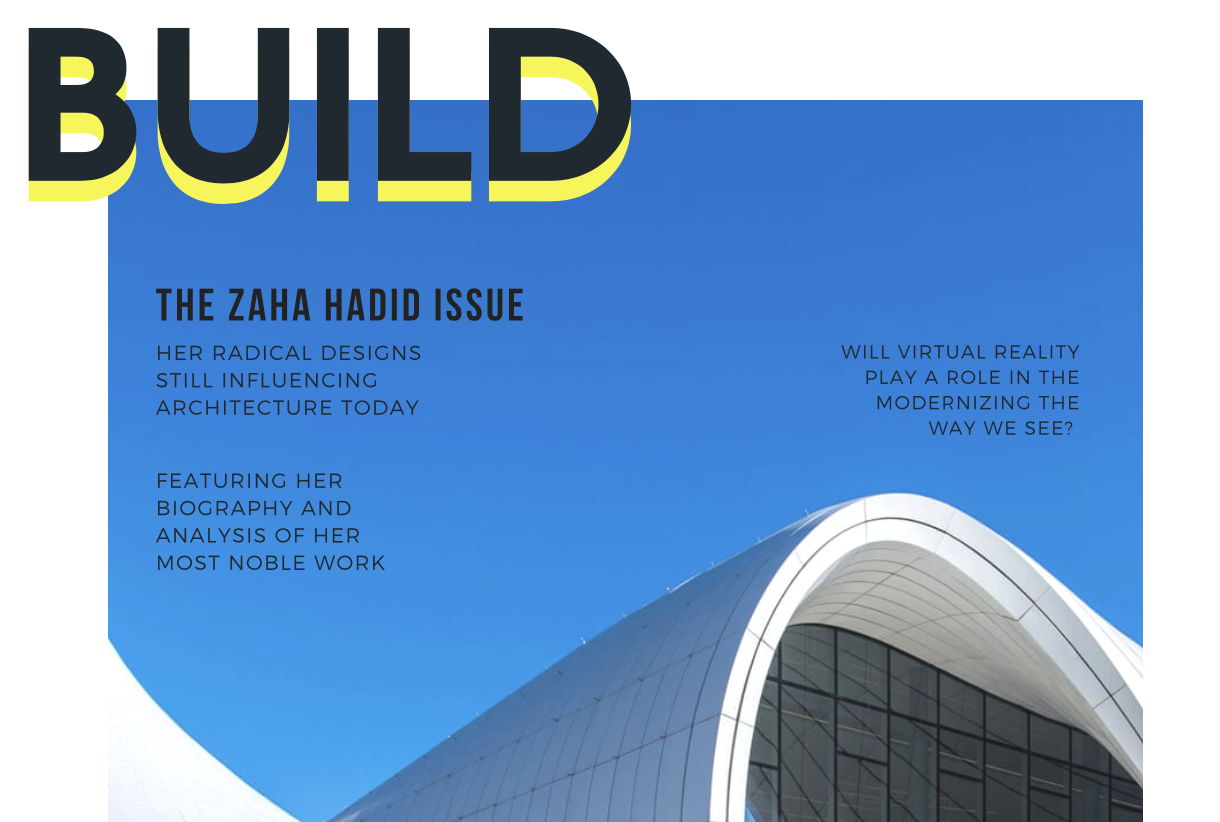 BUILD
THE ZAHA HADID ISSUE
HER RADICAL DESIGNS
STILL INFLUENCING
ARCHITECTURE TODAY
FEATURING HER
BIOGRAPHY AND
ANALYSIS OF HER
MOST NOBLE WORK
WILL VIRTUAL REALITY
PLAY A ROLE IN THE
MODERNIZING THE
WAY WE SEE?